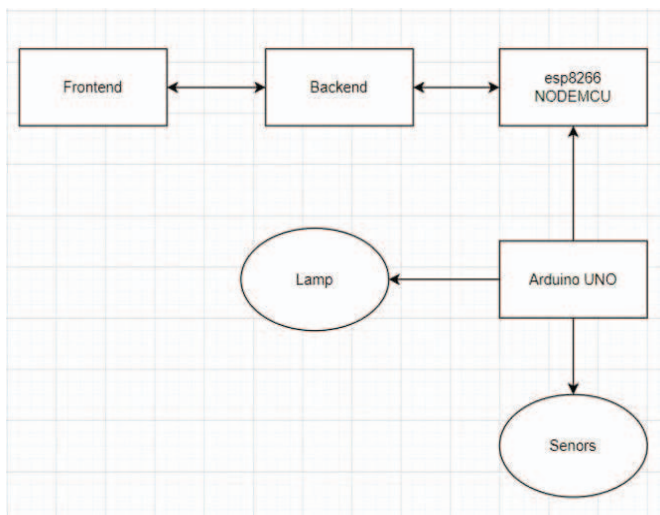 Frontend
Backend
esp8266
NODEMCU
Lamp
Arduino UNO
Senors